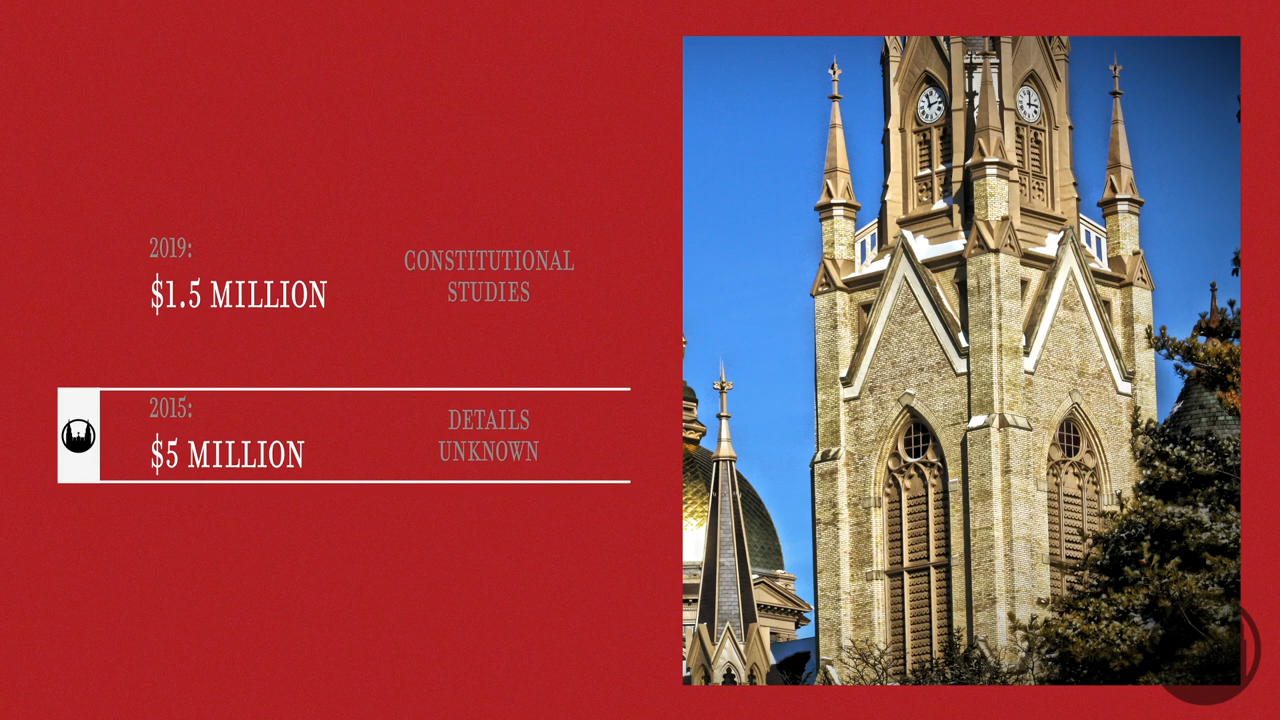 2019:
$1.5 MILLION
CONSTITUTIONAL
STUDIES
2015:
$5 MILLION
DETAILS
UNKNOWN